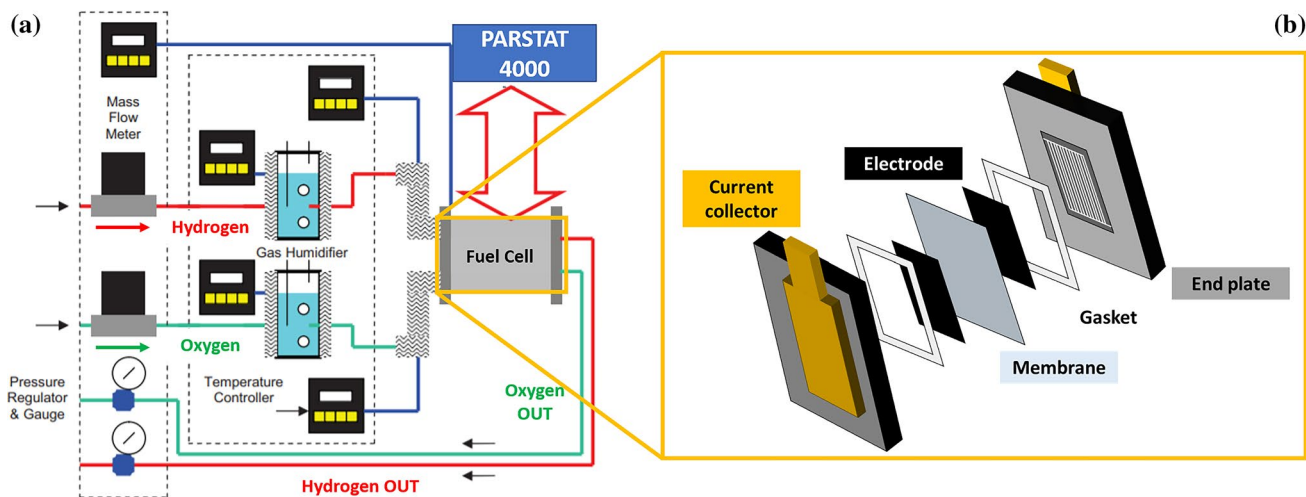 (a)
PARSTAT
4000
(b)
Mass
Flow
Meter
Hydrogen
Gas Humidifier
Fuel Cell
Oxygen
Pressure
Regulator
& Gauge
Temperature
Controller
Oxygen
OUT
Hydrogen OUT
Electrode
Current
collector
End plate
Gasket
Membrane